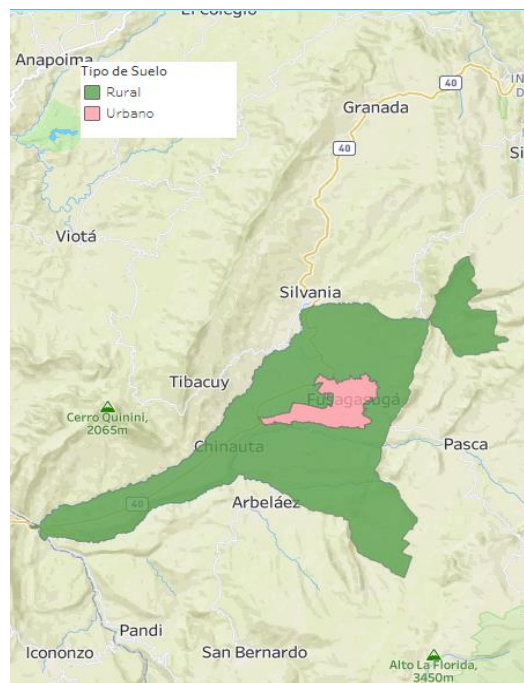 El Colegio
Anapoima
Tipo de Suelo
Rural
Urbano
40
Granada
40
Viotá
Silvania
Tibacuy
Fusagasugá
Cerro Quinini,
2065m
Chinauta
Pasca
40
Arbeláez
Pandi
Icononzo
San Bernardo
Alto La Florida,
3450m